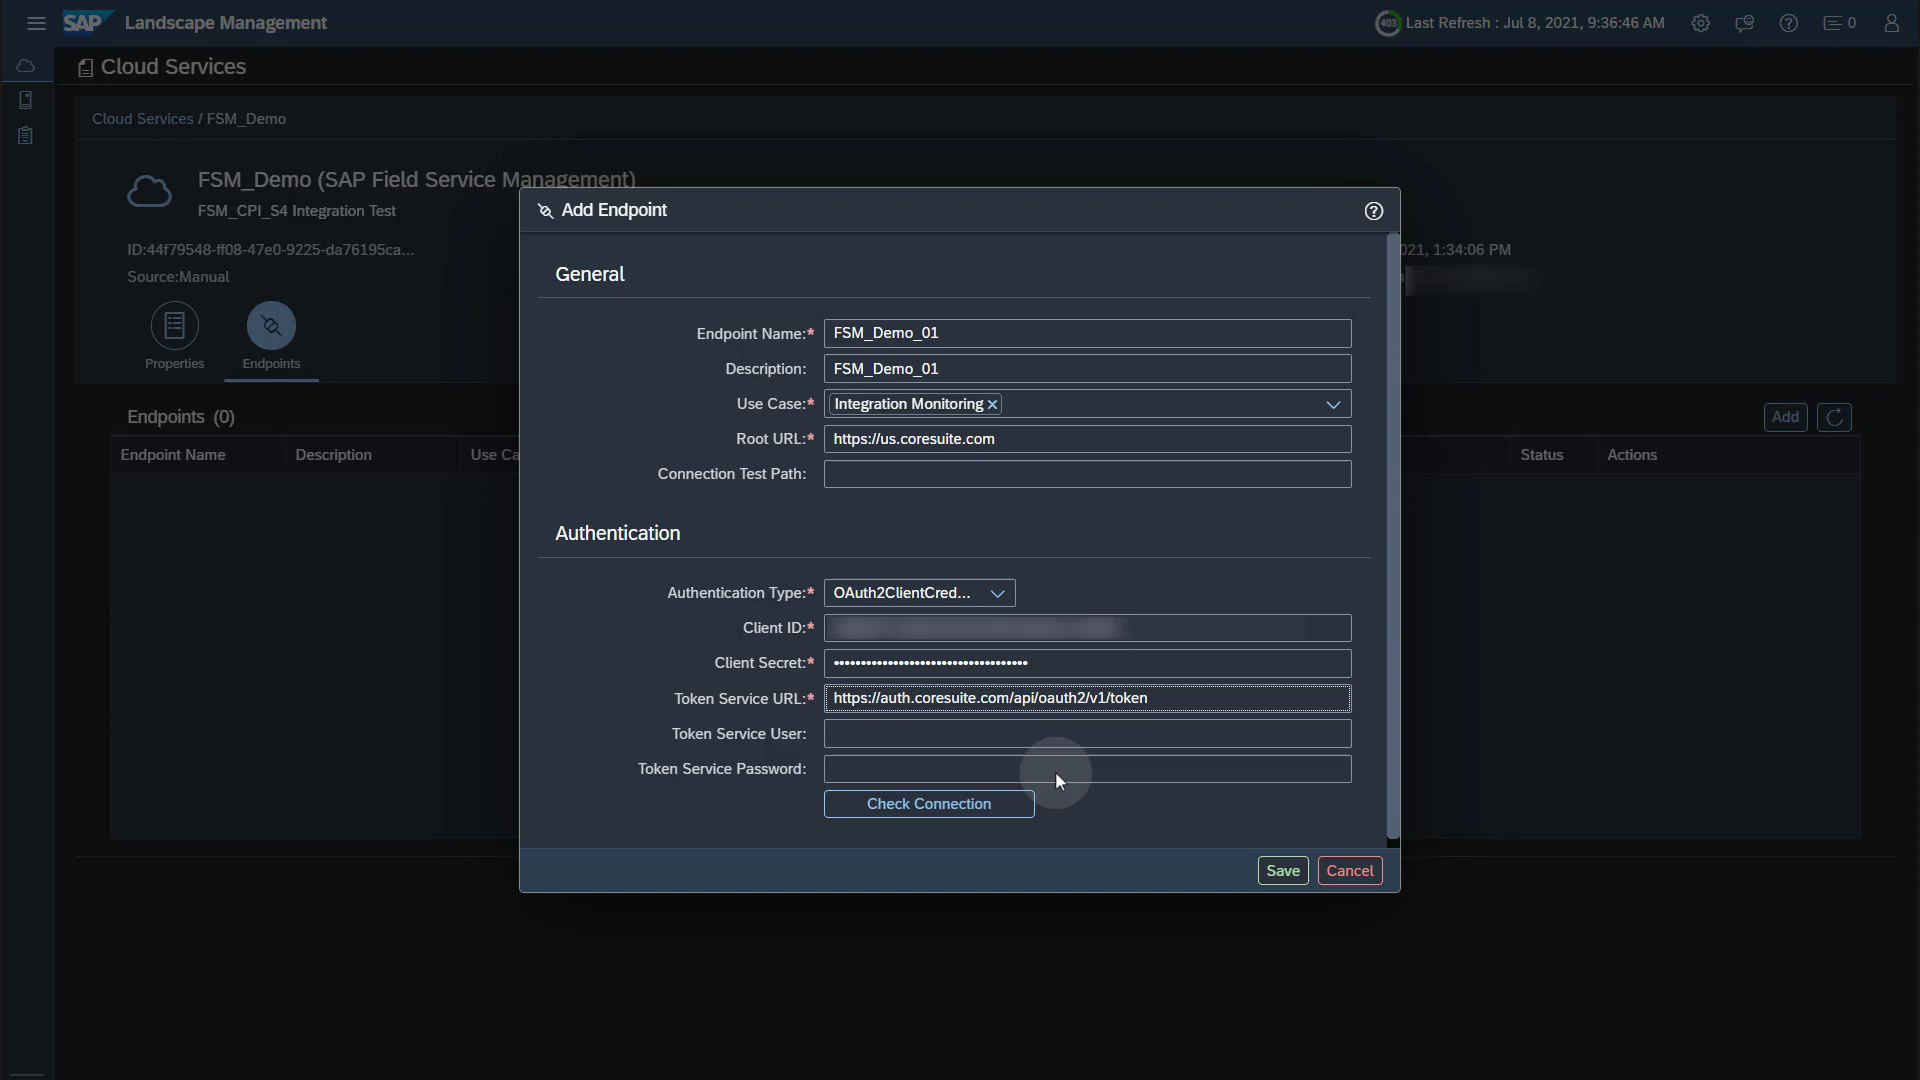 SAP Landscape Management
403 Last Refresh : Jul 8, 2021, 9:36:46 AM
0
Cloud Services
Cloud Services / FSM_Demo
FSM_Demo (SAP Field Service Management)
FSM_CPI_S4 Integration Test
ID:44f79548-ff08-47e0-9225-da76195ca...
021, 1:34:06 PM
Source:Manual
Properties
Endpoints
Endpoints (0)
Add
Endpoint Name Description Use Ca Status Actions
Add Endpoint
General
Endpoint Name:* FSM_Demo_01
Description: FSM_Demo_01
Use Case:* Integration Monitoring
Root URL:* https://us.coresuite.com
Connection Test Path:
Authentication
Authentication Type:* OAuth2ClientCred...
Client ID:*
Client Secret:* ••••••••••••••••••••••••••••••••••••
Token Service URL:* https://auth.coresuite.com/api/oauth2/v1/token
Token Service User:
Token Service Password:
Check Connection
Save Cancel